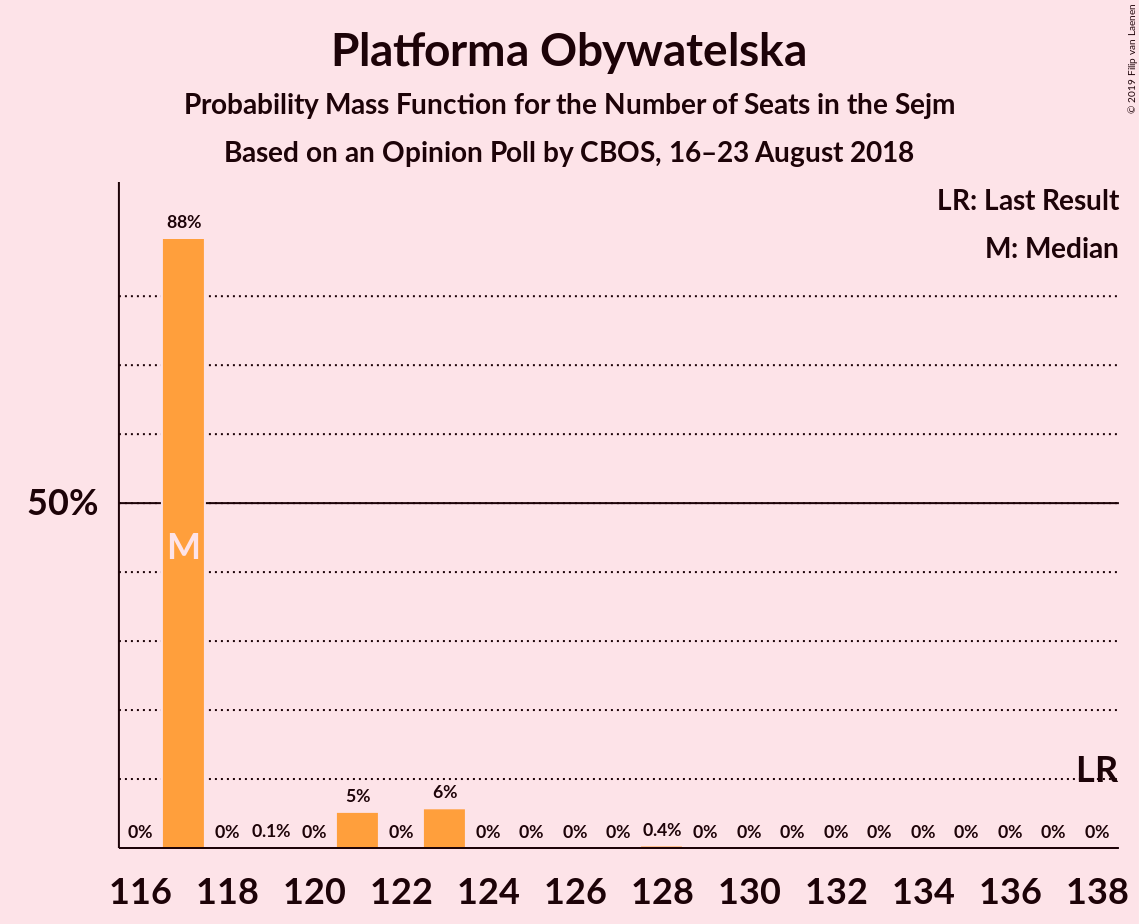 Platforma Obywatelska
Probability Mass Function for the Number of Seats in the Sejm
Based on an Opinion Poll by CBOS, 16–23 August 2018
© 2019 Filip van Laenen
LR: Last Result
M: Median
88%
50%
M
LR
0% 0% 0.1% 0% 5% 0% 6% 0% 0% 0% 0% 0.4% 0% 0% 0% 0% 0% 0% 0% 0% 0% 0%
116 118 120 122 124 126 128 130 132 134 136 138